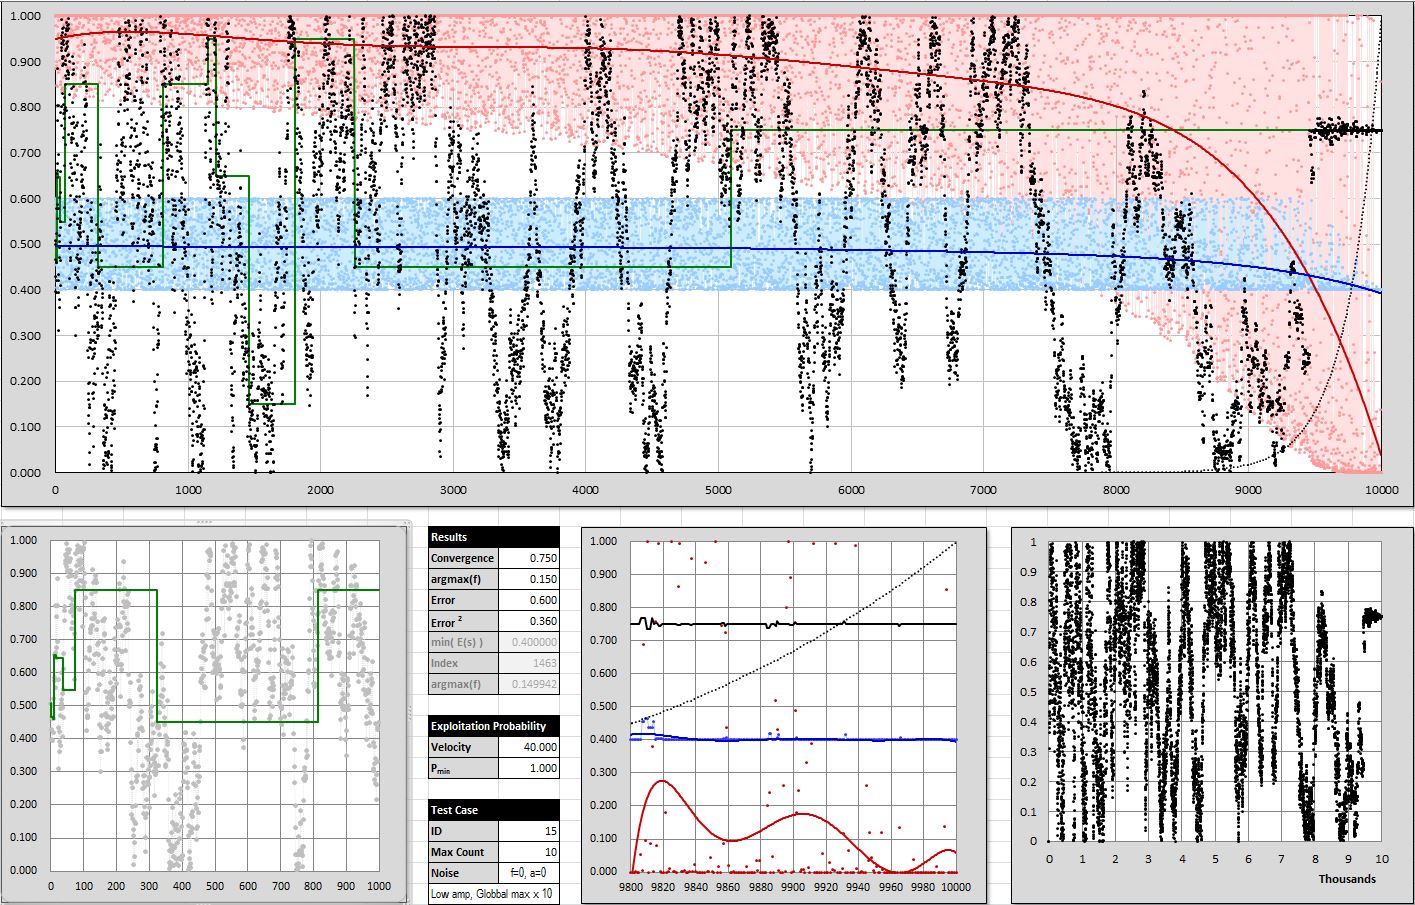 1.000
0.900
0.800
0.700
0.600
0.500
0.400
0.300
0.200
0.100
0.000
0 1000 2000 3000 4000 5000 6000 7000 8000 9000 10000
1.000
0.900
0.800
0.700
0.600
0.500
0.400
0.300
0.200
0.100
0.000
0 100 200 300 400 500 600 700 800 900 1000
Results
Convergence 0.750
argmax(f) 0.150
Error 0.600
Error ² 0.360
min( E(s) ) 0.400000
Index 1463
argmax(f) 0.149942
Exploitation Probability
Velocity 40.000
Pmin 1.000
Test Case
ID 15
Max Count 10
Noise f=0, a=0
Low amp, Globbal max x 10
1.000
0.900
0.800
0.700
0.600
0.500
0.400
0.300
0.200
0.100
0.000
9800 9820 9840 9860 9880 9900 9920 9940 9960 9980 10000
1
0.9
0.8
0.7
0.6
0.5
0.4
0.3
0.2
0.1
0
0 1 2 3 4 5 6 7 8 9 10
Thousands